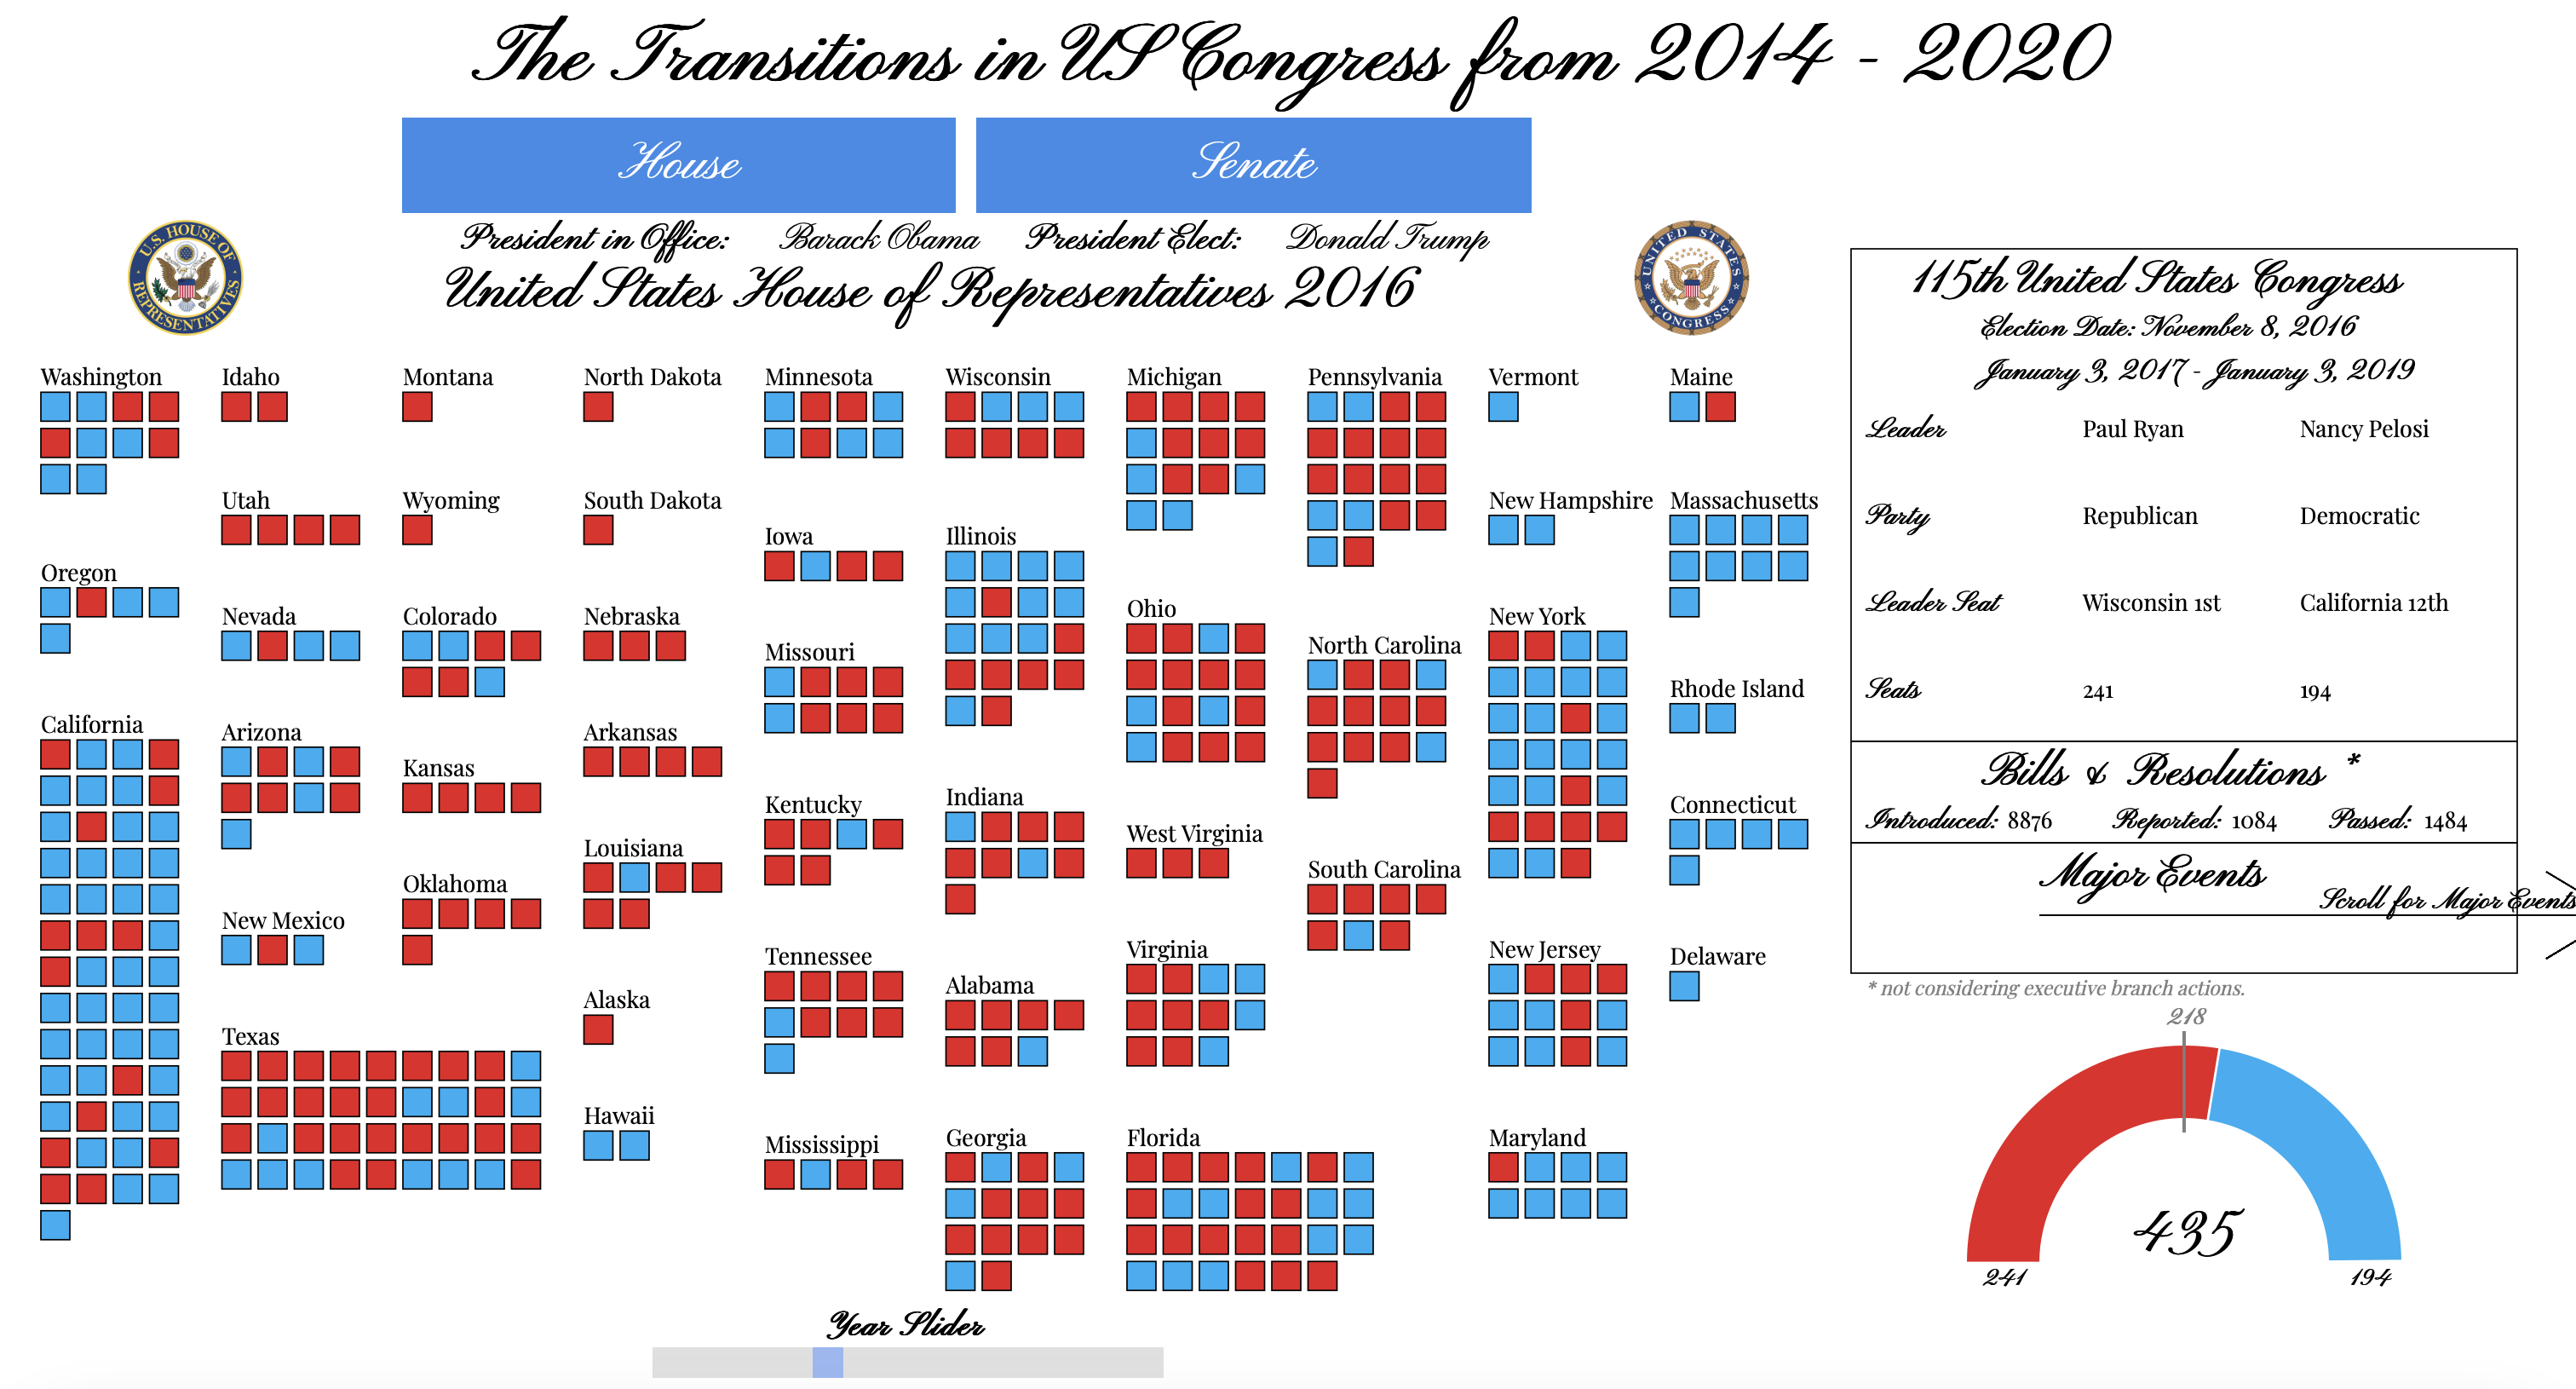 The Transitions in US Congress from 2014 - 2020
House
Senate
President in Office: Barack Obama President Elect: Donald Trump
United States House of Representatives 2016
U.S. HOUSE OF REPRESENTATIVES
UNITED STATES CONGRESS
Washington
Idaho
Montana
North Dakota
Minnesota
Wisconsin
Michigan
Pennsylvania
Vermont
Maine
Utah
Wyoming
South Dakota
New Hampshire
Massachusetts
Iowa
Illinois
Oregon
Nevada
Colorado
Nebraska
Ohio
New York
Missouri
North Carolina
Rhode Island
California
Arizona
Arkansas
Kansas
Indiana
Kentucky
Connecticut
West Virginia
Louisiana
South Carolina
Oklahoma
New Mexico
Virginia
New Jersey
Tennessee
Delaware
Alabama
Alaska
Texas
Hawaii
Mississippi
Georgia
Florida
Maryland
Year Slider
115th United States Congress
Election Date: November 8, 2016
January 3, 2017 - January 3, 2019
Leader Paul Ryan Nancy Pelosi
Party Republican Democratic
Leader Seat Wisconsin 1st California 12th
Seats 241 194
Bills & Resolutions *
Introduced: 8876 Reported: 1084 Passed: 1484
Major Events
Scroll for Major Events
* not considering executive branch actions.
218
435
241
194